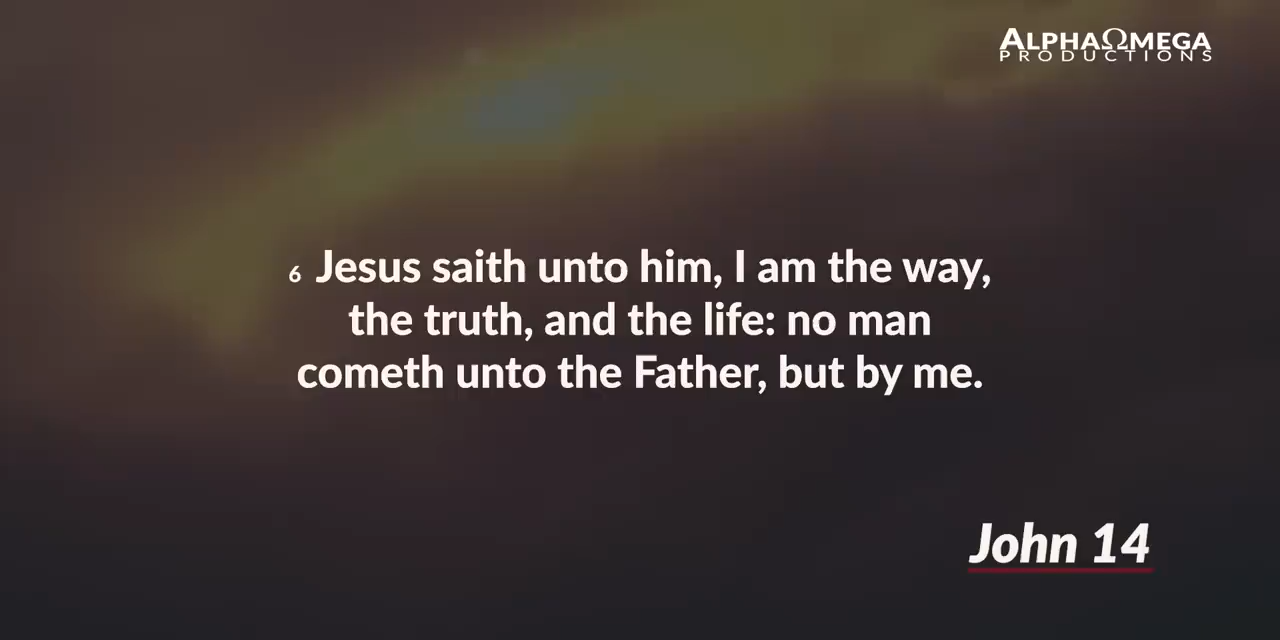 ALPHAΩMEGA
PRODUCTIONS
6 Jesus saith unto him, I am the way,
the truth, and the life: no man
cometh unto the Father, but by me.
John 14